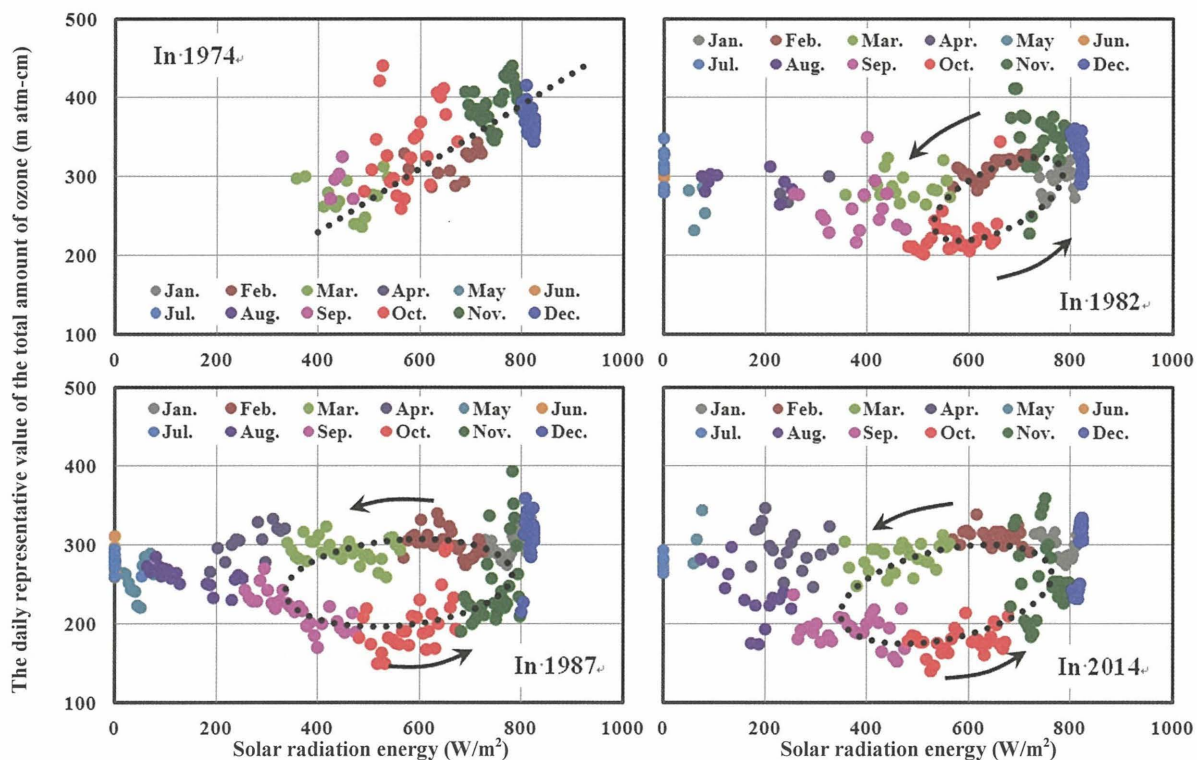 The daily representative value of the total amount of ozone (m atm-cm)
500
400
300
200
100
In 1974
Jan. Feb. Mar. Apr. May Jun.
Jul. Aug. Sep. Oct. Nov. Dec.
0 200 400 600 800 1000
Jan. Feb. Mar. Apr. May Jun.
Jul. Aug. Sep. Oct. Nov. Dec.
In 1982
0 200 400 600 800 1000
500
400
300
200
100
Jan. Feb. Mar. Apr. May Jun.
Jul. Aug. Sep. Oct. Nov. Dec.
In 1987
0 200 400 600 800 1000
Solar radiation energy (W/m²)
Jan. Feb. Mar. Apr. May Jun.
Jul. Aug. Sep. Oct. Nov. Dec.
In 2014
0 200 400 600 800 1000
Solar radiation energy (W/m²)